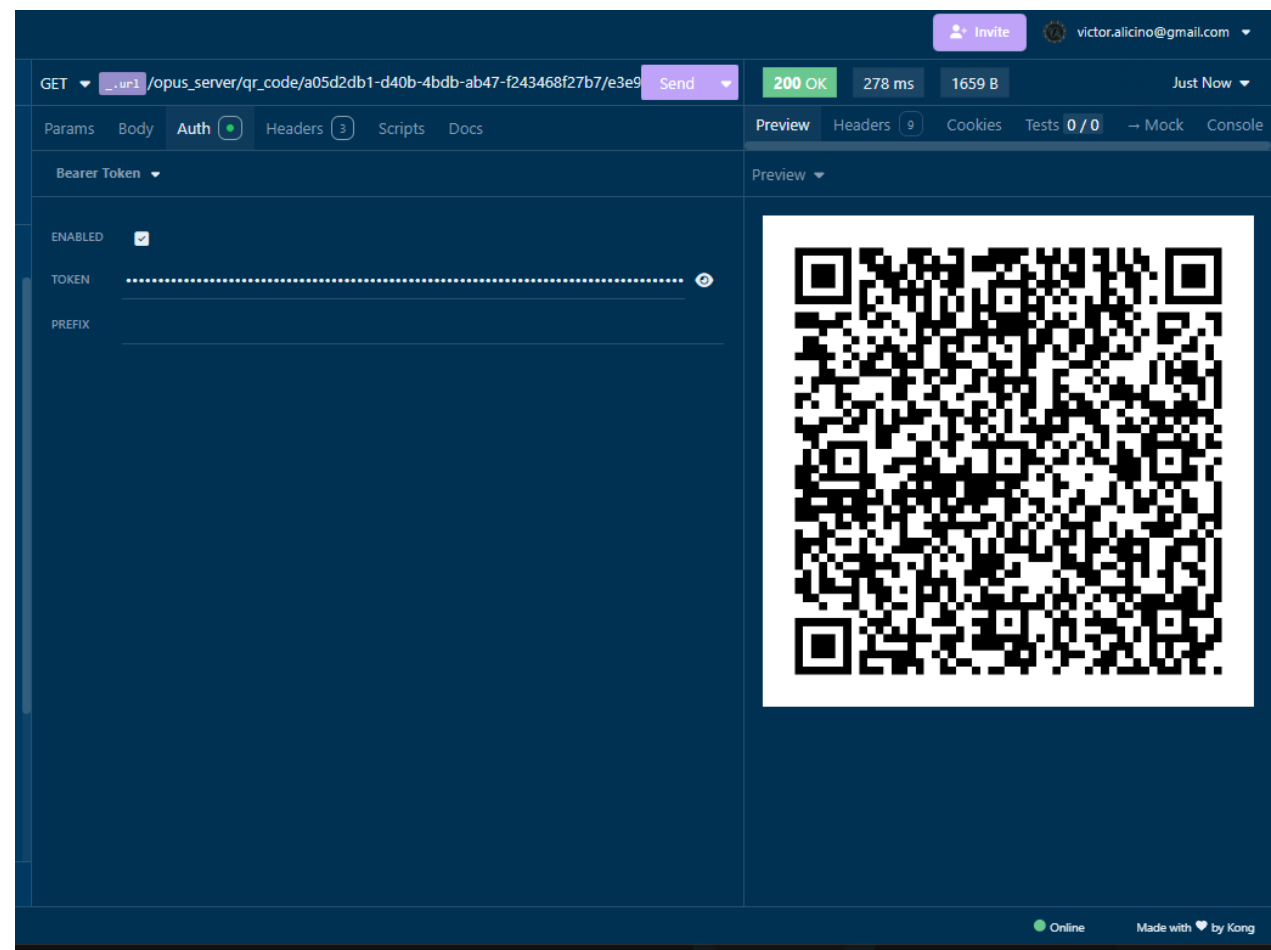 Invite victor.alicino@gmail.com
GET _.url /opus_server/qr_code/a05d2db1-d40b-4bdb-ab47-f243468f27b7/e3e9 Send 200 OK 278 ms 1659 B Just Now
Params Body Auth Headers 3 Scripts Docs Preview Headers 9 Cookies Tests 0 / 0 → Mock Console
Bearer Token Preview
ENABLED
TOKEN ••••••••••••••••••••••••••••••••••••••••••••••••••••••••••••••••••••••
PREFIX
Online Made with ♥ by Kong